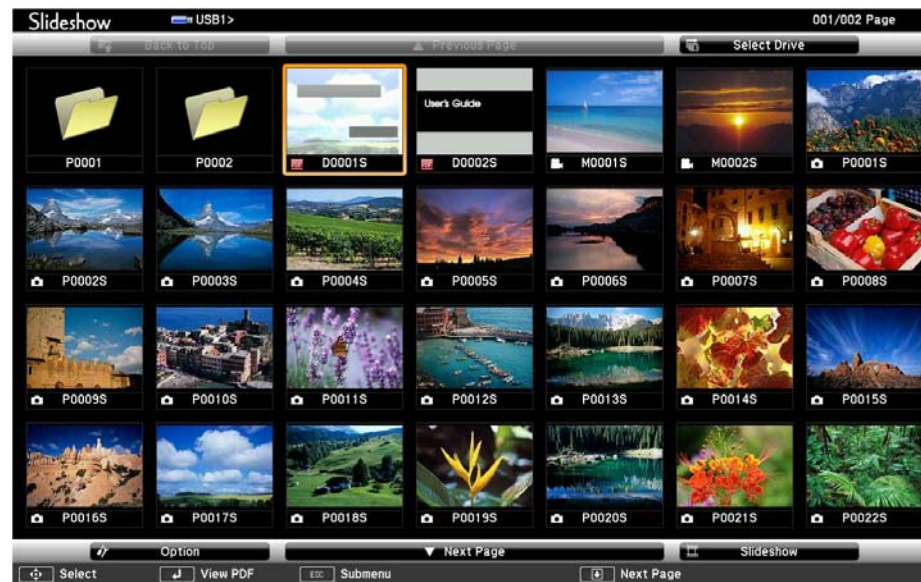 Slideshow USB1> 001/002 Page
Back to Top Previous Page Select Drive
User's Guide
P0001 P0002 D0001S D0002S M0001S M0002S P0001S
P0002S P0003S P0004S P0005S P0006S P0007S P0008S
P0009S P0010S P0011S P0012S P0013S P0014S P0015S
P0016S P0017S P0018S P0019S P0020S P0021S P0022S
Option Next Page Slideshow
Select View PDF ESC Submenu Next Page